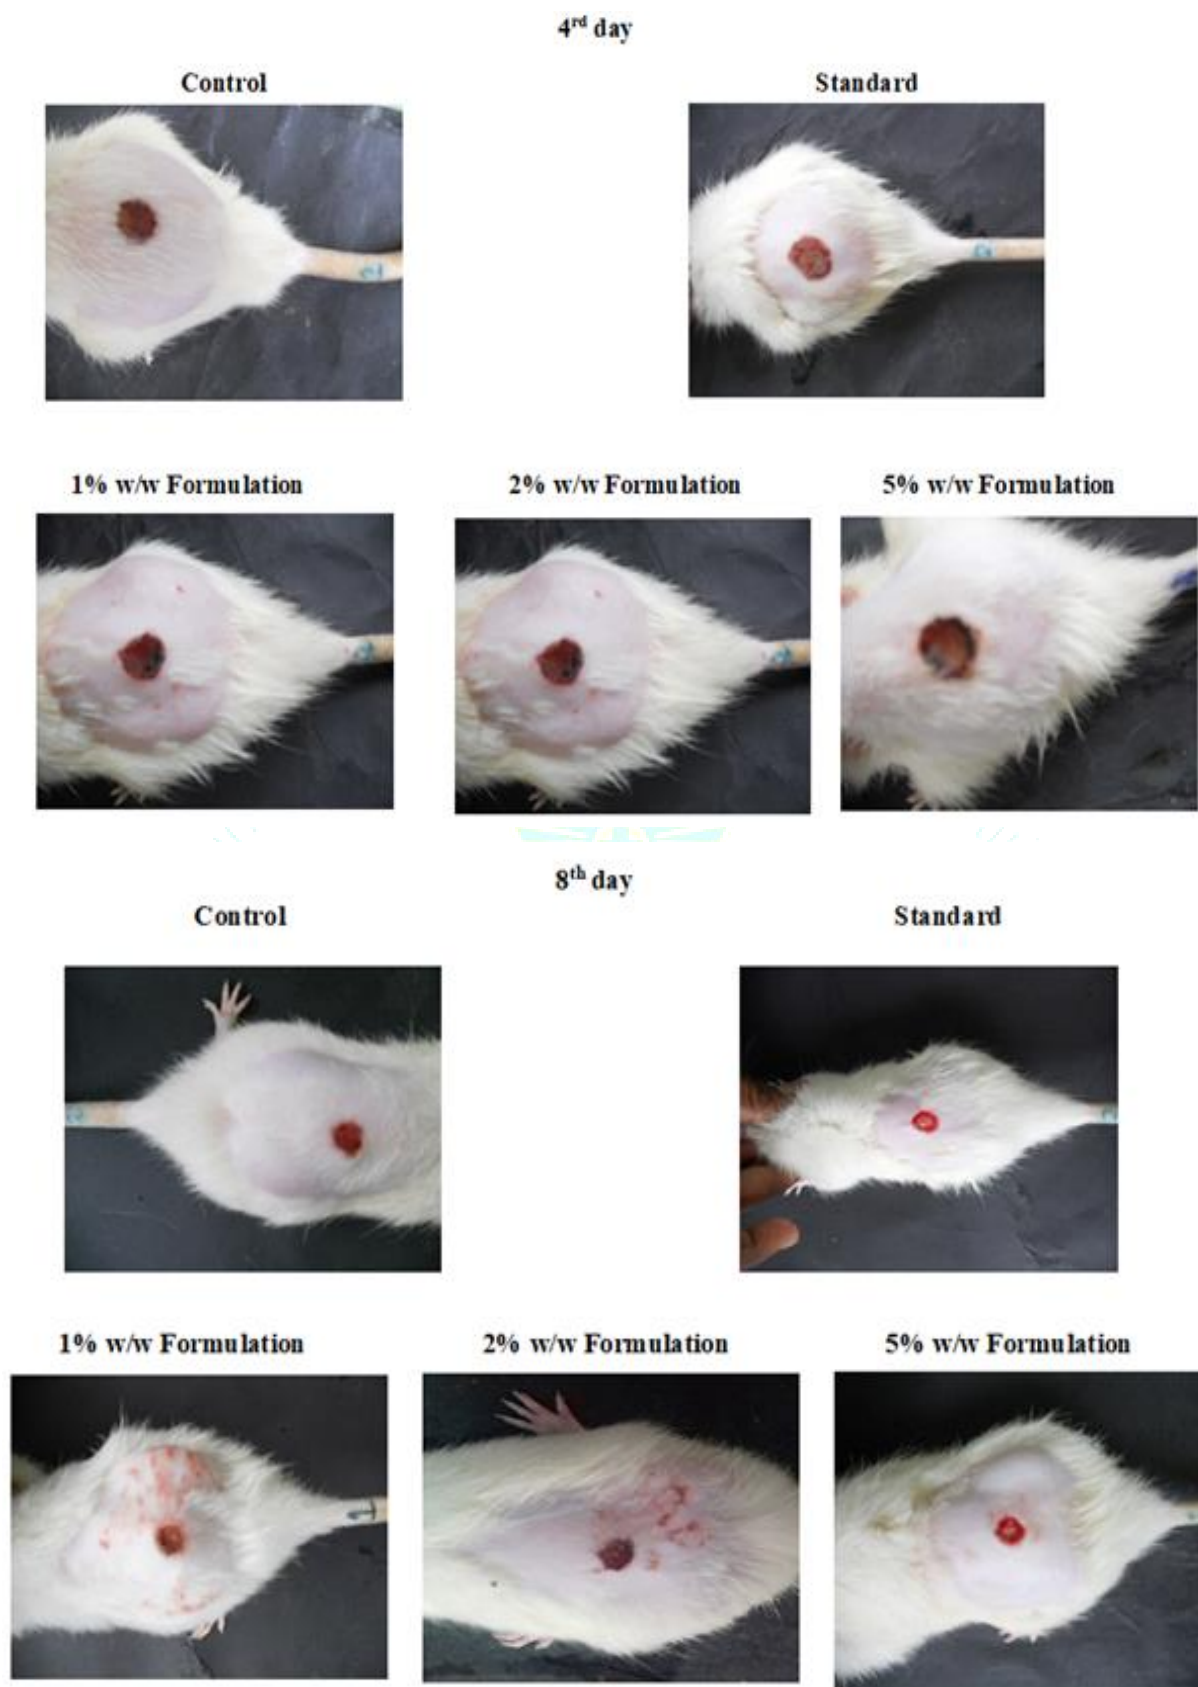 4rd day
Control Standard
1% w/w Formulation 2% w/w Formulation 5% w/w Formulation
8th day
Control Standard
1% w/w Formulation 2% w/w Formulation 5% w/w Formulation